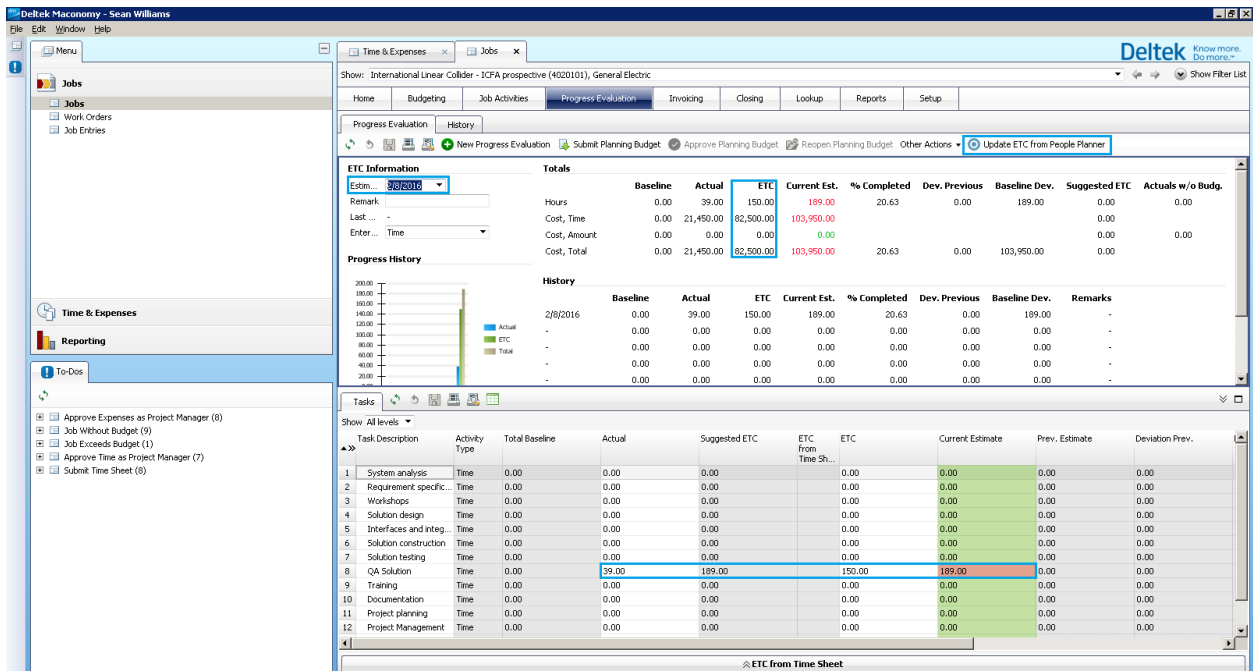 Deltek Maconomy - Sean Williams
File Edit Window Help
Menu
Jobs
Jobs
Work Orders
Job Entries
Time & Expenses
Reporting
To-Dos
Approve Expenses as Project Manager (8)
Job Without Budget (9)
Job Exceeds Budget (1)
Approve Time as Project Manager (7)
Submit Time Sheet (8)
Time & Expenses Jobs
Deltek Know more. Do more.™
Show: International Linear Collider - ICFA prospective (4020101), General Electric Show Filter List
Home Budgeting Job Activities Progress Evaluation Invoicing Closing Lookup Reports Setup
Progress Evaluation History
New Progress Evaluation Submit Planning Budget Approve Planning Budget Reopen Planning Budget Other Actions Update ETC from People Planner
ETC Information
Estim... 2/8/2016
Remark
Last ... -
Enter... Time
Progress History
200.00
180.00
160.00
140.00
120.00
100.00
80.00
60.00
40.00
20.00
Actual
ETC
Total
Totals
Baseline Actual ETC Current Est. % Completed Dev. Previous Baseline Dev. Suggested ETC Actuals w/o Budg.
Hours 0.00 39.00 150.00 189.00 20.63 0.00 189.00 0.00 0.00
Cost, Time 0.00 21,450.00 82,500.00 103,950.00 0.00
Cost, Amount 0.00 0.00 0.00 0.00 0.00 0.00
Cost, Total 0.00 21,450.00 82,500.00 103,950.00 20.63 0.00 103,950.00 0.00
History
Baseline Actual ETC Current Est. % Completed Dev. Previous Baseline Dev. Remarks
2/8/2016 0.00 39.00 150.00 189.00 20.63 0.00 189.00 -
- 0.00 0.00 0.00 0.00 0.00 0.00 0.00 -
- 0.00 0.00 0.00 0.00 0.00 0.00 0.00 -
- 0.00 0.00 0.00 0.00 0.00 0.00 0.00 -
- 0.00 0.00 0.00 0.00 0.00 0.00 0.00 -
Tasks
Show All levels
Task Description Activity Type Total Baseline Actual Suggested ETC ETC from Time Sh... ETC Current Estimate Prev. Estimate Deviation Prev.
1 System analysis Time 0.00 0.00 0.00 0.00 0.00 0.00 0.00
2 Requirement specific... Time 0.00 0.00 0.00 0.00 0.00 0.00 0.00
3 Workshops Time 0.00 0.00 0.00 0.00 0.00 0.00 0.00
4 Solution design Time 0.00 0.00 0.00 0.00 0.00 0.00 0.00
5 Interfaces and integ... Time 0.00 0.00 0.00 0.00 0.00 0.00 0.00
6 Solution construction Time 0.00 0.00 0.00 0.00 0.00 0.00 0.00
7 Solution testing Time 0.00 0.00 0.00 0.00 0.00 0.00 0.00
8 QA Solution Time 0.00 39.00 189.00 150.00 189.00 0.00 0.00
9 Training Time 0.00 0.00 0.00 0.00 0.00 0.00 0.00
10 Documentation Time 0.00 0.00 0.00 0.00 0.00 0.00 0.00
11 Project planning Time 0.00 0.00 0.00 0.00 0.00 0.00 0.00
12 Project Management Time 0.00 0.00 0.00 0.00 0.00 0.00 0.00
ETC from Time Sheet